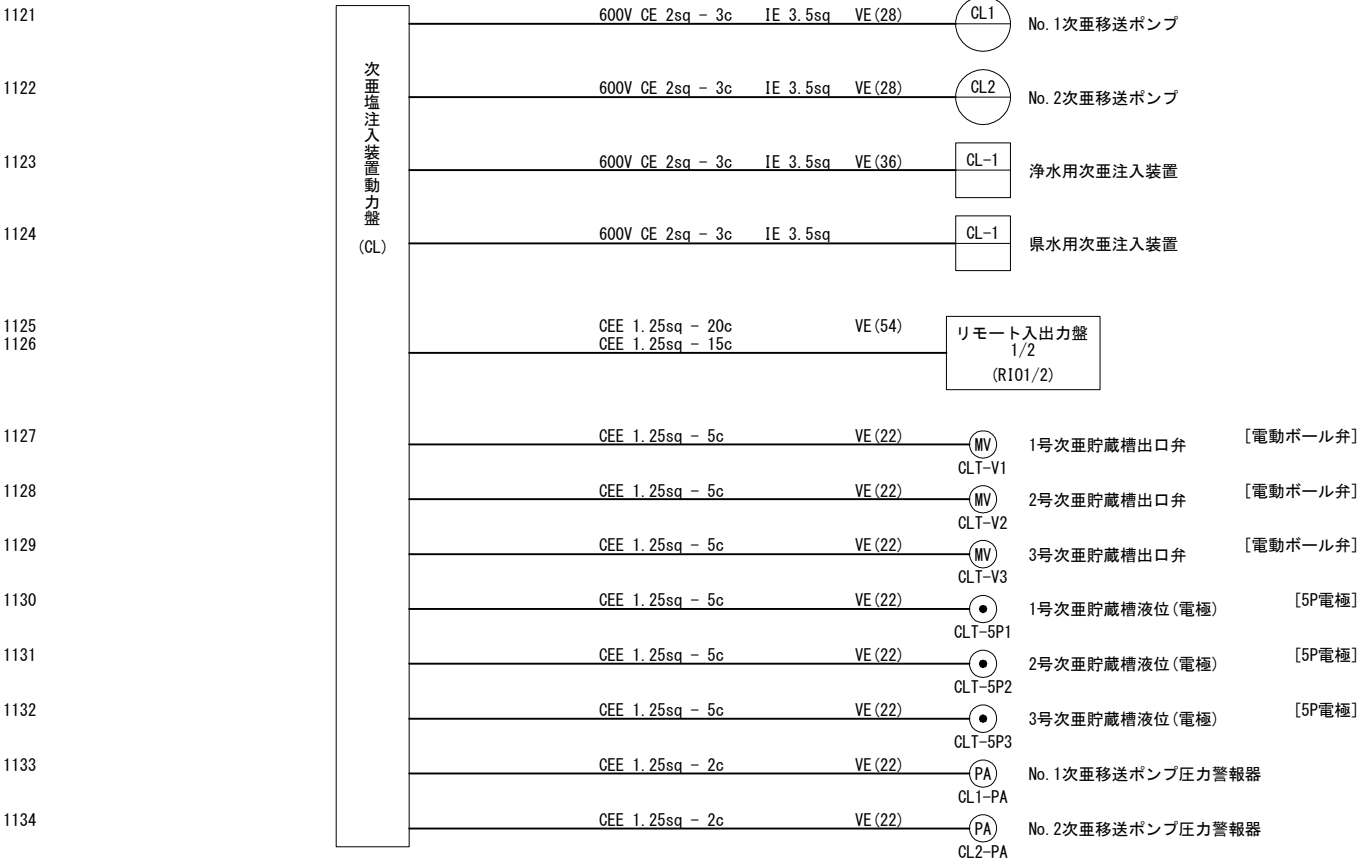 次亜塩注入装置動力盤
(CL)
1121 600V CE 2sq - 3c IE 3.5sq VE(28) CL1 No.1次亜移送ポンプ
1122 600V CE 2sq - 3c IE 3.5sq VE(28) CL2 No.2次亜移送ポンプ
1123 600V CE 2sq - 3c IE 3.5sq VE(36) CL-1 浄水用次亜注入装置
1124 600V CE 2sq - 3c IE 3.5sq CL-1 県水用次亜注入装置
1125 CEE 1.25sq - 20c VE(54)
1126 CEE 1.25sq - 15c
リモート入出力盤
1/2
(RIO1/2)
1127 CEE 1.25sq - 5c VE(22) MV 1号次亜貯蔵槽出口弁 [電動ボール弁]
CLT-V1
1128 CEE 1.25sq - 5c VE(22) MV 2号次亜貯蔵槽出口弁 [電動ボール弁]
CLT-V2
1129 CEE 1.25sq - 5c VE(22) MV 3号次亜貯蔵槽出口弁 [電動ボール弁]
CLT-V3
1130 CEE 1.25sq - 5c VE(22) 1号次亜貯蔵槽液位(電極) [5P電極]
CLT-5P1
1131 CEE 1.25sq - 5c VE(22) 2号次亜貯蔵槽液位(電極) [5P電極]
CLT-5P2
1132 CEE 1.25sq - 5c VE(22) 3号次亜貯蔵槽液位(電極) [5P電極]
CLT-5P3
1133 CEE 1.25sq - 2c VE(22) PA No.1次亜移送ポンプ圧力警報器
CL1-PA
1134 CEE 1.25sq - 2c VE(22) PA No.2次亜移送ポンプ圧力警報器
CL2-PA